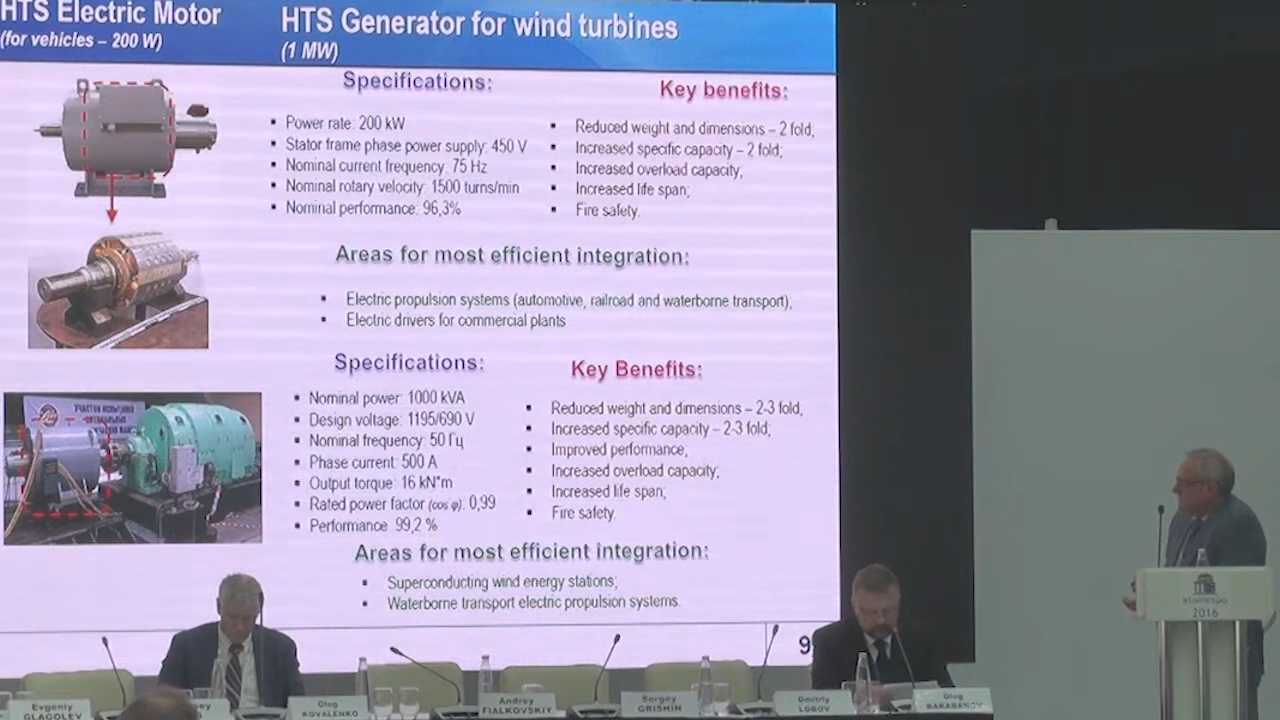 HTS Electric Motor
(for vehicles – 200 W)
HTS Generator for wind turbines
(1 MW)
Specifications:
▪ Power rate: 200 kW
▪ Stator frame phase power supply: 450 V
▪ Nominal current frequency: 75 Hz
▪ Nominal rotary velocity: 1500 turns/min
▪ Nominal performance: 96,3%
Key benefits:
▪ Reduced weight and dimensions – 2 fold,
▪ Increased specific capacity – 2 fold;
▪ Increased overload capacity;
▪ Increased life span;
▪ Fire safety.
Areas for most efficient integration:
▪ Electric propulsion systems (automotive, railroad and waterborne transport);
▪ Electric drivers for commercial plants
Specifications:
▪ Nominal power: 1000 kVA
▪ Design voltage: 1195/690 V
▪ Nominal frequency: 50 Гц
▪ Phase current: 500 A
▪ Output torque: 16 kN*m
▪ Rated power factor (cos φ): 0,99
▪ Performance 99,2 %
Key Benefits:
▪ Reduced weight and dimensions – 2-3 fold,
▪ Increased specific capacity – 2-3 fold;
▪ Improved performance;
▪ Increased overload capacity;
▪ Increased life span;
▪ Fire safety.
Areas for most efficient integration:
▪ Superconducting wind energy stations;
▪ Waterborne transport electric propulsion systems.
УЧАСТОК ИСПЫТАНИЙ
9
2016
Evgeniy
GLAGOLEV
Oleg
KOVALENKO
Andrey
FIALKOVSKIY
Sergey
GRISHIN
Dmitriy
LOBOV
Oleg
BARABANOV